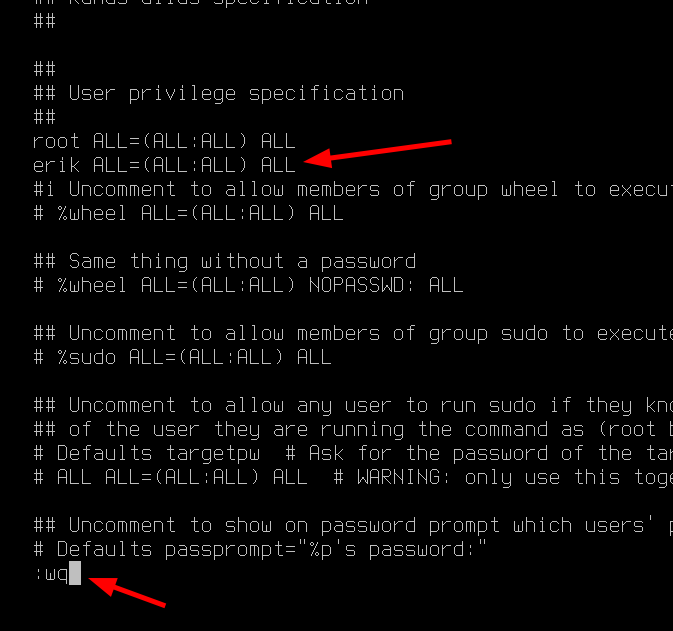 ##
##
## User privilege specification
##
root ALL=(ALL:ALL) ALL
erik ALL=(ALL:ALL) ALL
#i Uncomment to allow members of group wheel to execut
# %wheel ALL=(ALL:ALL) ALL
## Same thing without a password
# %wheel ALL=(ALL:ALL) NOPASSWD: ALL
## Uncomment to allow members of group sudo to execute
# %sudo ALL=(ALL:ALL) ALL
## Uncomment to allow any user to run sudo if they kno
## of the user they are running the command as (root b
# Defaults targetpw  # Ask for the password of the tar
# ALL ALL=(ALL:ALL) ALL  # WARNING: only use this toge
## Uncomment to show on password prompt which users' p
# Defaults passprompt="%p's password:"
:wq